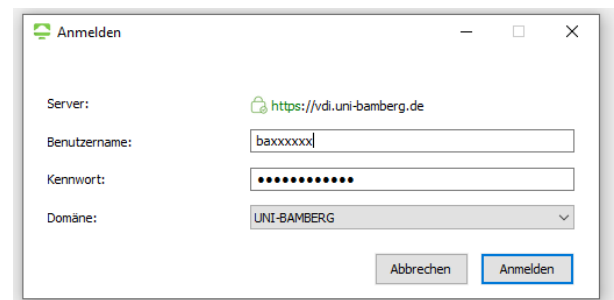 Anmelden
Server: https://vdi.uni-bamberg.de
Benutzername: baxxxxxx
Kennwort: ••••••••••••
Domäne: UNI-BAMBERG
Abbrechen Anmelden